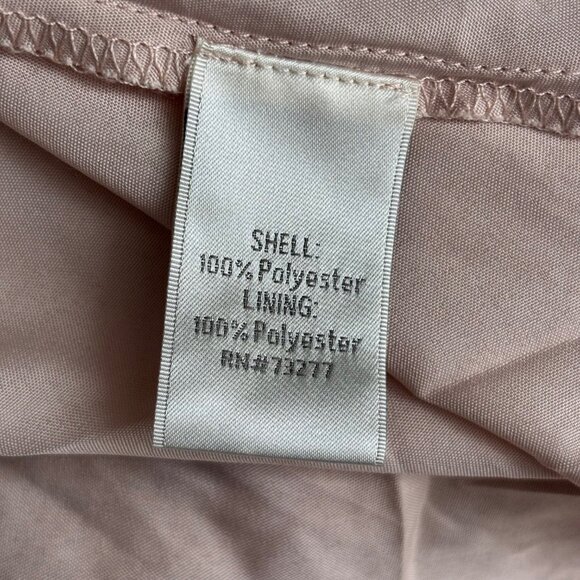 SHELL:
100% Polyester
LINING:
100% Polyester
RN#73277